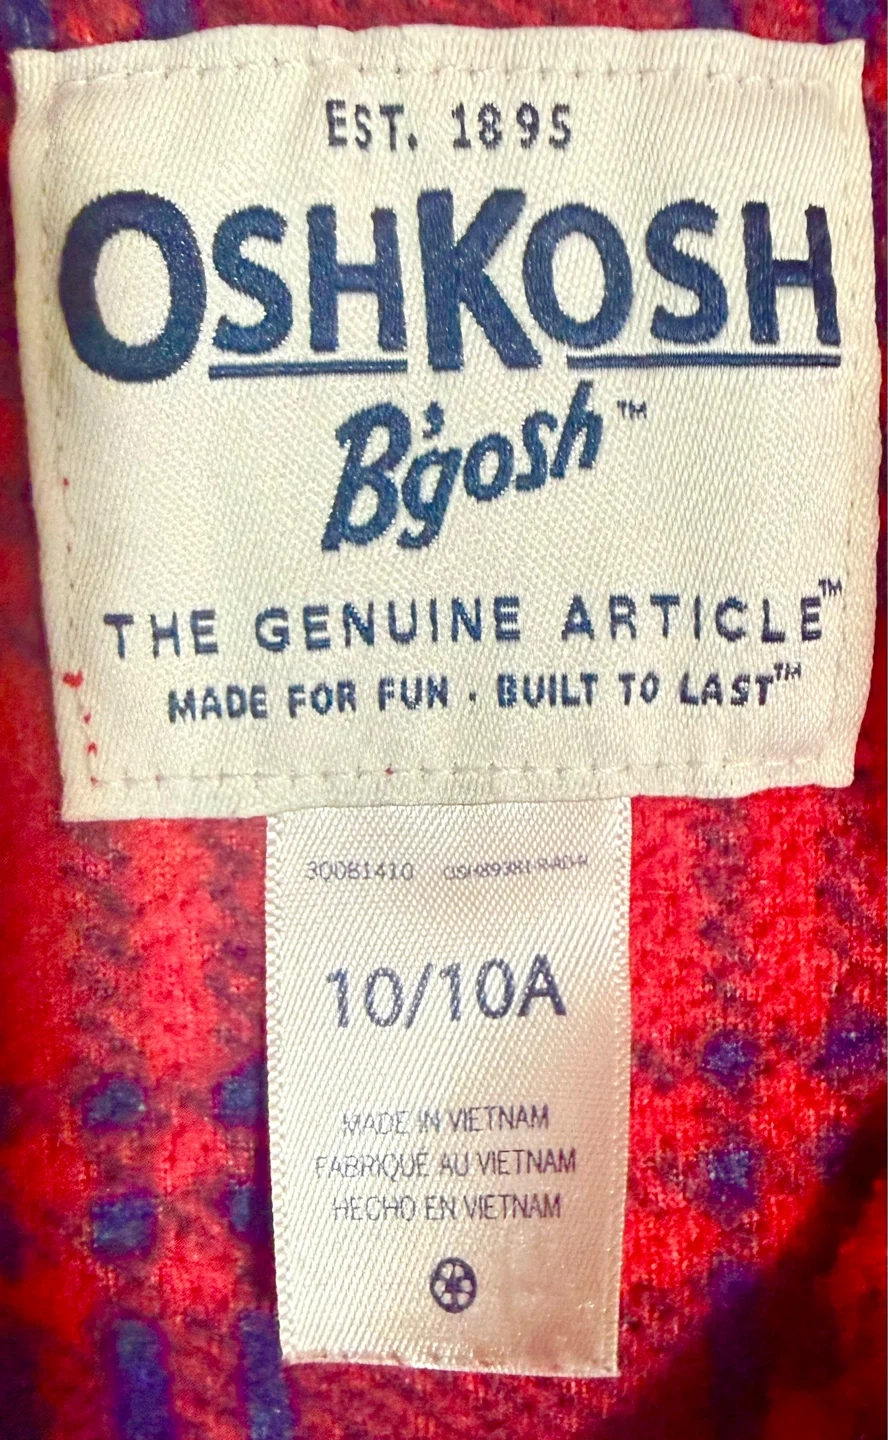 EST. 1895
OSHKOSH
B'gosh™
THE GENUINE ARTICLE™
MADE FOR FUN · BUILT TO LAST™
30081410
10/10A
MADE IN VIETNAM
FABRIQUÉ AU VIETNAM
HECHO EN VIETNAM